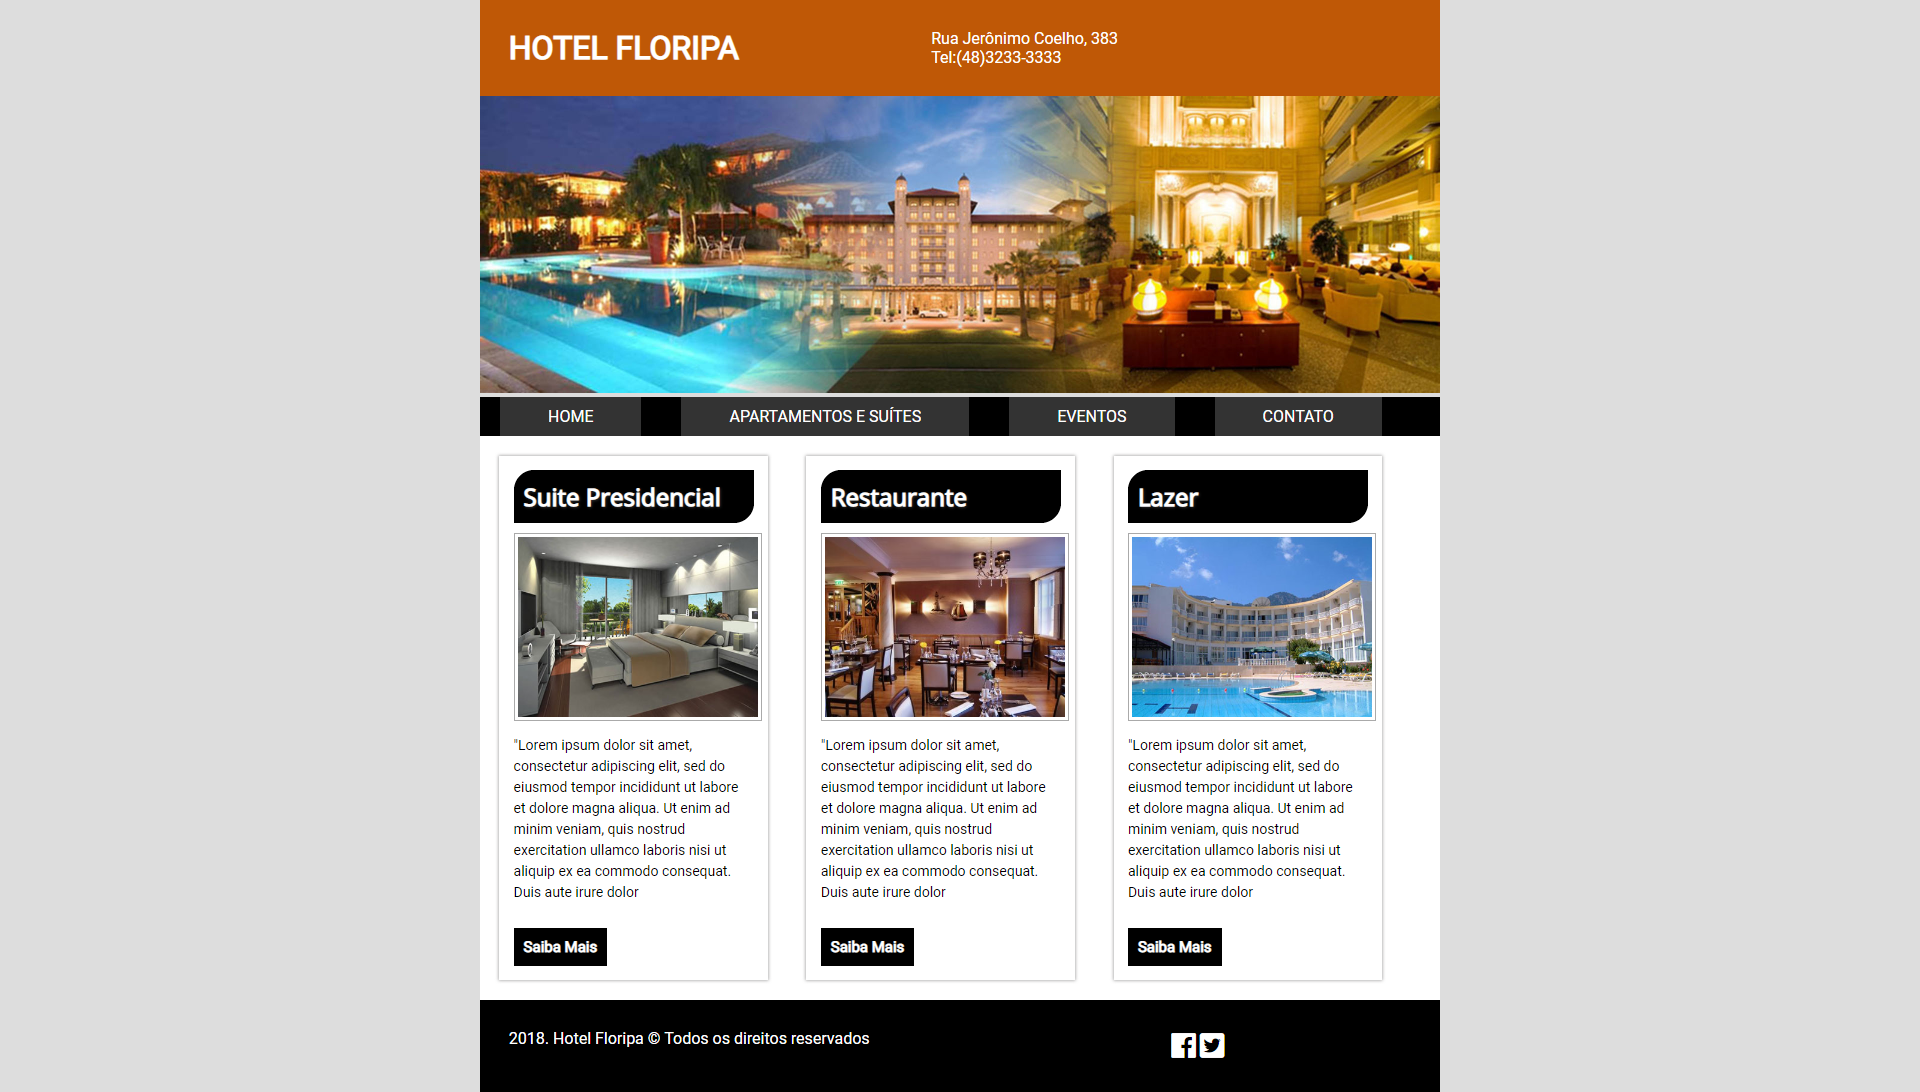 HOTEL FLORIPA
Rua Jerônimo Coelho, 383
Tel:(48)3233-3333
HOME
APARTAMENTOS E SUÍTES
EVENTOS
CONTATO
Suite Presidencial
"Lorem ipsum dolor sit amet,
consectetur adipiscing elit, sed do
eiusmod tempor incididunt ut labore
et dolore magna aliqua. Ut enim ad
minim veniam, quis nostrud
exercitation ullamco laboris nisi ut
aliquip ex ea commodo consequat.
Duis aute irure dolor
Saiba Mais
Restaurante
"Lorem ipsum dolor sit amet,
consectetur adipiscing elit, sed do
eiusmod tempor incididunt ut labore
et dolore magna aliqua. Ut enim ad
minim veniam, quis nostrud
exercitation ullamco laboris nisi ut
aliquip ex ea commodo consequat.
Duis aute irure dolor
Saiba Mais
Lazer
"Lorem ipsum dolor sit amet,
consectetur adipiscing elit, sed do
eiusmod tempor incididunt ut labore
et dolore magna aliqua. Ut enim ad
minim veniam, quis nostrud
exercitation ullamco laboris nisi ut
aliquip ex ea commodo consequat.
Duis aute irure dolor
Saiba Mais
2018. Hotel Floripa © Todos os direitos reservados